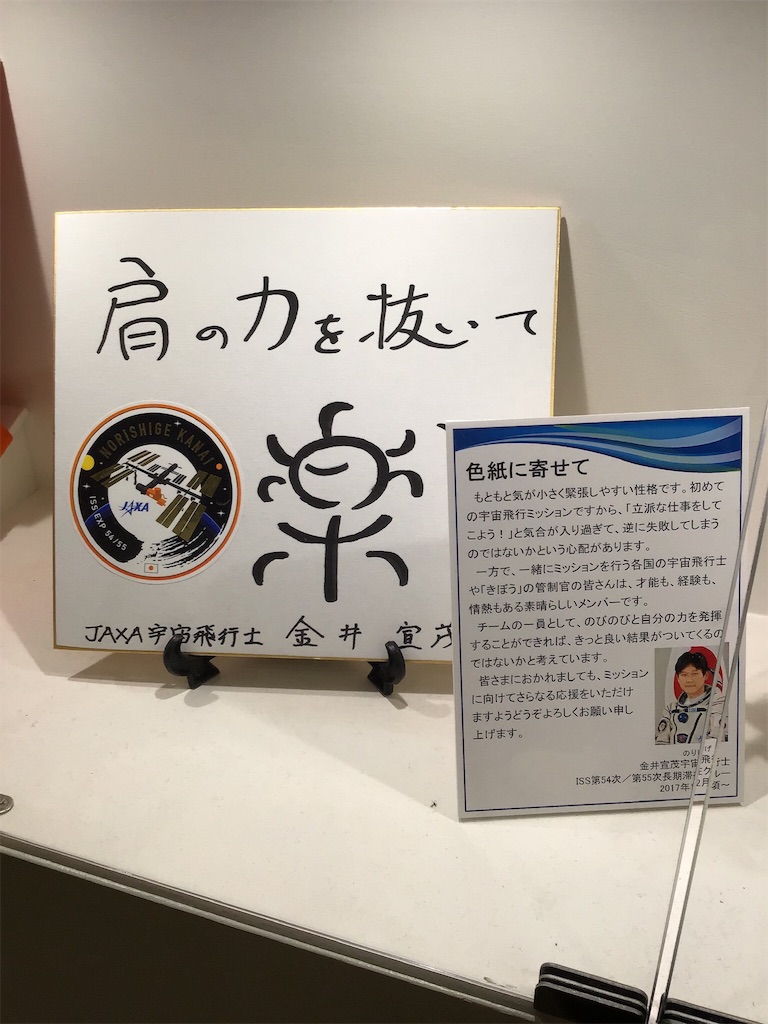 肩の力を抜いて
NORISHIGE KANAI
JAXA
ISS EXP 54/55
楽
JAXA宇宙飛行士 金井 宣茂
色紙に寄せて
もともと気が小さく緊張しやすい性格です。初めて
の宇宙飛行ミッションですから、「立派な仕事をして
こよう!」と気合が入り過ぎて、逆に失敗してしまう
のではないかという心配があります。
一方で、一緒にミッションを行う各国の宇宙飛行士
や「きぼう」の管制官の皆さんは、才能も、経験も、
情熱もある素晴らしいメンバーです。
チームの一員として、のびのびと自分の力を発揮
することができれば、きっと良い結果がついてくるの
ではないかと考えています。
皆さまにおかれましても、ミッション
に向けてさらなる応援をいただけ
ますようどうぞよろしくお願い申し
上げます。
金井宣茂宇宙飛行士
ISS第54次/第55次長期滞在クルー
2017年12月頃~